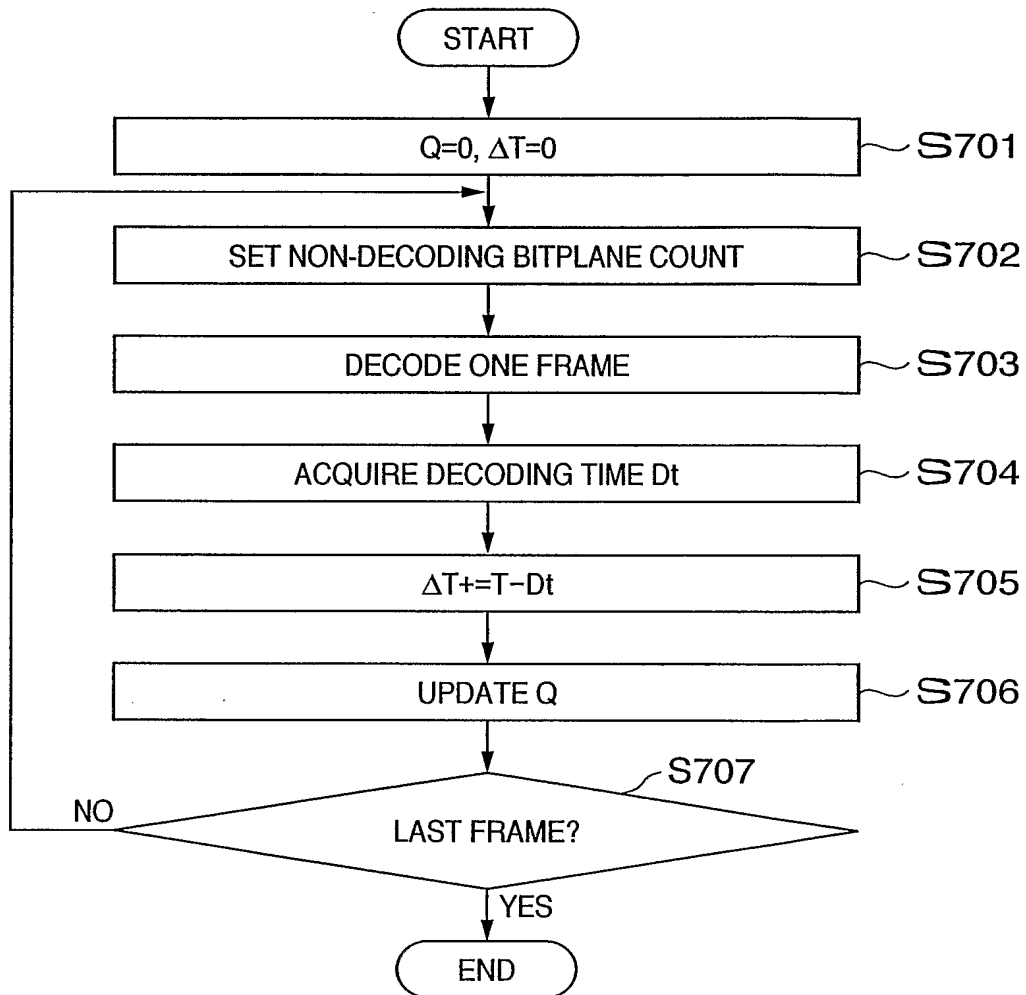 START
Q=0, ΔT=0
S701
SET NON-DECODING BITPLANE COUNT
S702
DECODE ONE FRAME
S703
ACQUIRE DECODING TIME Dt
S704
ΔT+=T−Dt
S705
UPDATE Q
S706
S707
NO
LAST FRAME?
YES
END